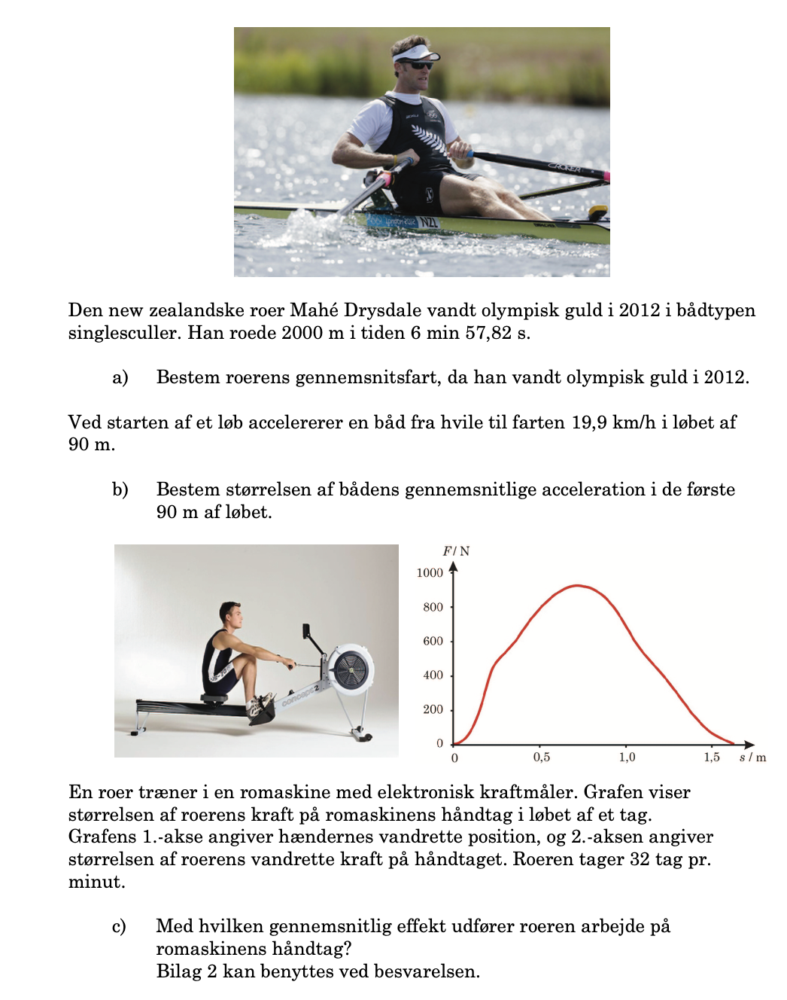 CROKER
London 2012
NZL
Den new zealandske roer Mahé Drysdale vandt olympisk guld i 2012 i bådtypen
singlesculler. Han roede 2000 m i tiden 6 min 57,82 s.
a) Bestem roerens gennemsnitsfart, da han vandt olympisk guld i 2012.
Ved starten af et løb accelererer en båd fra hvile til farten 19,9 km/h i løbet af
90 m.
b) Bestem størrelsen af bådens gennemsnitlige acceleration i de første
90 m af løbet.
concept 2
F / N
1000
800
600
400
200
0
0 0,5 1,0 1,5 s / m
En roer træner i en romaskine med elektronisk kraftmåler. Grafen viser
størrelsen af roerens kraft på romaskinens håndtag i løbet af et tag.
Grafens 1.-akse angiver hændernes vandrette position, og 2.-aksen angiver
størrelsen af roerens vandrette kraft på håndtaget. Roeren tager 32 tag pr.
minut.
c) Med hvilken gennemsnitlig effekt udfører roeren arbejde på
romaskinens håndtag?
Bilag 2 kan benyttes ved besvarelsen.